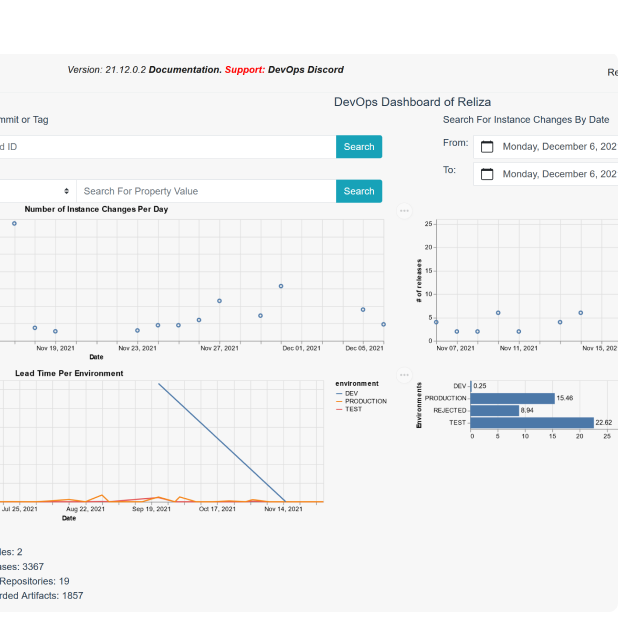 Version: 21.12.0.2 Documentation. Support: DevOps Discord
Re
DevOps Dashboard of Reliza
mmit or Tag
Search For Instance Changes By Date
d ID
Search
From:
Monday, December 6, 202
To:
Monday, December 6, 202
Search For Property Value
Search
Number of Instance Changes Per Day
Nov 19, 2021
Nov 23, 2021
Nov 27, 2021
Dec 01, 2021
Dec 05, 2021
Date
# of releases
25
20
15
10
5
0
Nov 07, 2021
Nov 11, 2021
Nov 15, 202
Lead Time Per Environment
environment
DEV
PRODUCTION
TEST
Jul 25, 2021
Aug 22, 2021
Sep 19, 2021
Oct 17, 2021
Nov 14, 2021
Date
Environments
DEV 0.25
PRODUCTION 15.46
REJECTED 8.94
TEST 22.62
0 5 10 15 20 25
les: 2
ases: 3367
Repositories: 19
rded Artifacts: 1857